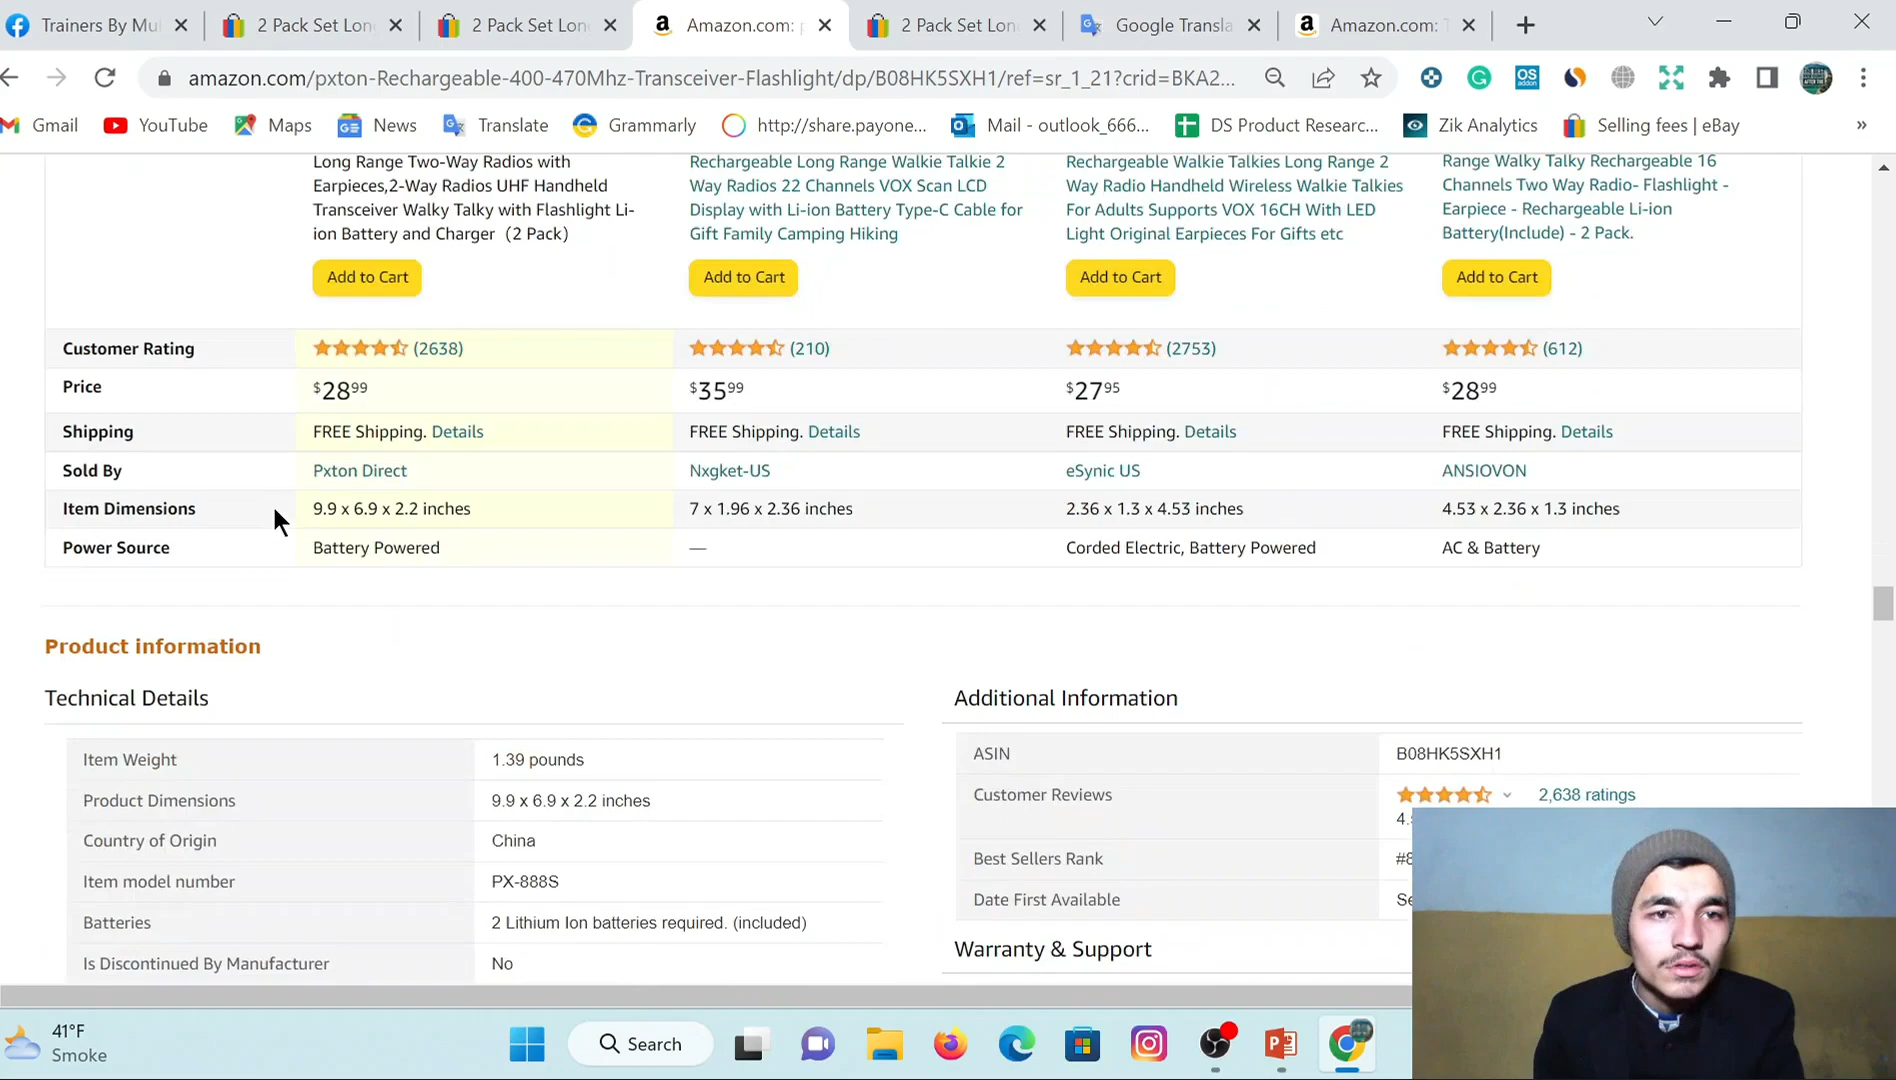 Trainers By Mu
2 Pack Set Lon
2 Pack Set Lon
Amazon.com: p
2 Pack Set Lon
Google Transla
Amazon.com: T
amazon.com/pxton-Rechargeable-400-470Mhz-Transceiver-Flashlight/dp/B08HK5SXH1/ref=sr_1_21?crid=BKA2...
Gmail YouTube Maps News Translate Grammarly http://share.payone... Mail - outlook_666... DS Product Researc... Zik Analytics Selling fees | eBay »
Long Range Two-Way Radios with
Earpieces,2-Way Radios UHF Handheld
Transceiver Walky Talky with Flashlight Li-
ion Battery and Charger（2 Pack）
Rechargeable Long Range Walkie Talkie 2
Way Radios 22 Channels VOX Scan LCD
Display with Li-ion Battery Type-C Cable for
Gift Family Camping Hiking
Rechargeable Walkie Talkies Long Range 2
Way Radio Handheld Wireless Walkie Talkies
For Adults Supports VOX 16CH With LED
Light Original Earpieces For Gifts etc
Range Walky Talky Rechargeable 16
Channels Two Way Radio- Flashlight -
Earpiece - Rechargeable Li-ion
Battery(Include) - 2 Pack.
Add to Cart Add to Cart Add to Cart Add to Cart
Customer Rating (2638) (210) (2753) (612)
Price $28 99 $35 99 $27 95 $28 99
Shipping FREE Shipping. Details FREE Shipping. Details FREE Shipping. Details FREE Shipping. Details
Sold By Pxton Direct Nxgket-US eSynic US ANSIOVON
Item Dimensions 9.9 x 6.9 x 2.2 inches 7 x 1.96 x 2.36 inches 2.36 x 1.3 x 4.53 inches 4.53 x 2.36 x 1.3 inches
Power Source Battery Powered — Corded Electric, Battery Powered AC & Battery
Product information
Technical Details
Item Weight 1.39 pounds
Product Dimensions 9.9 x 6.9 x 2.2 inches
Country of Origin China
Item model number PX-888S
Batteries 2 Lithium Ion batteries required. (included)
Is Discontinued By Manufacturer No
Additional Information
ASIN B08HK5SXH1
Customer Reviews 2,638 ratings
4.
Best Sellers Rank #8
Date First Available Se
Warranty & Support
41°F
Smoke
Search